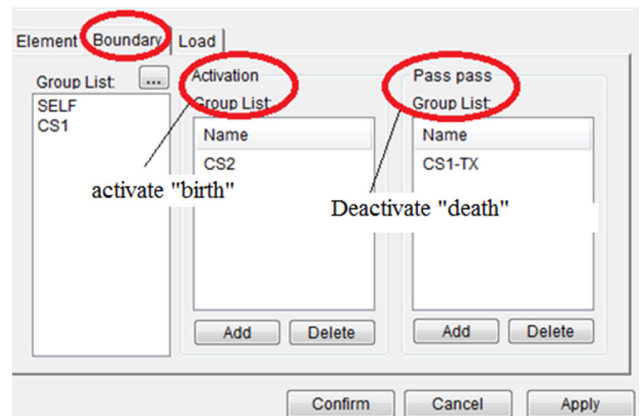 Element Boundary Load
Group List: ... Activation Pass pass
Group List: Group List:
SELF
CS1
Name Name
CS2 CS1-TX
activate "birth"
Deactivate "death"
Add Delete Add Delete
Confirm Cancel Apply